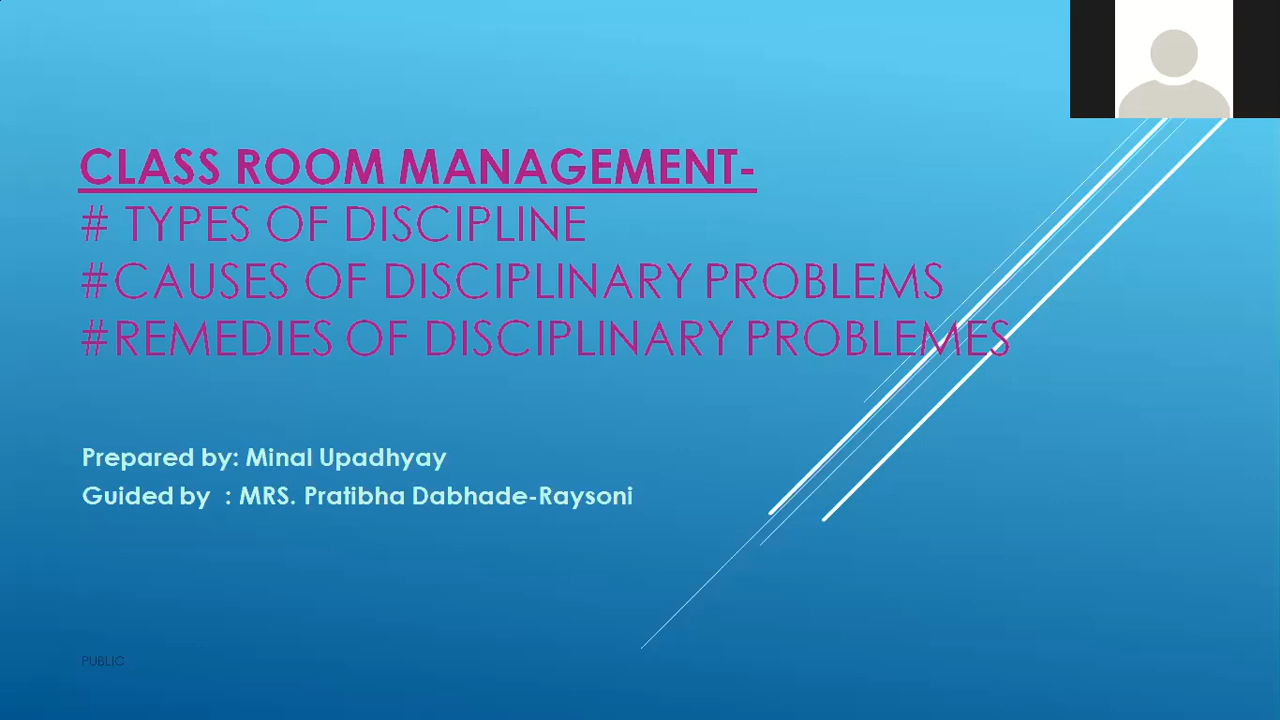 CLASS ROOM MANAGEMENT-
# TYPES OF DISCIPLINE
#CAUSES OF DISCIPLINARY PROBLEMS
#REMEDIES OF DISCIPLINARY PROBLEMES
Prepared by: Minal Upadhyay
Guided by : MRS. Pratibha Dabhade-Raysoni
PUBLIC